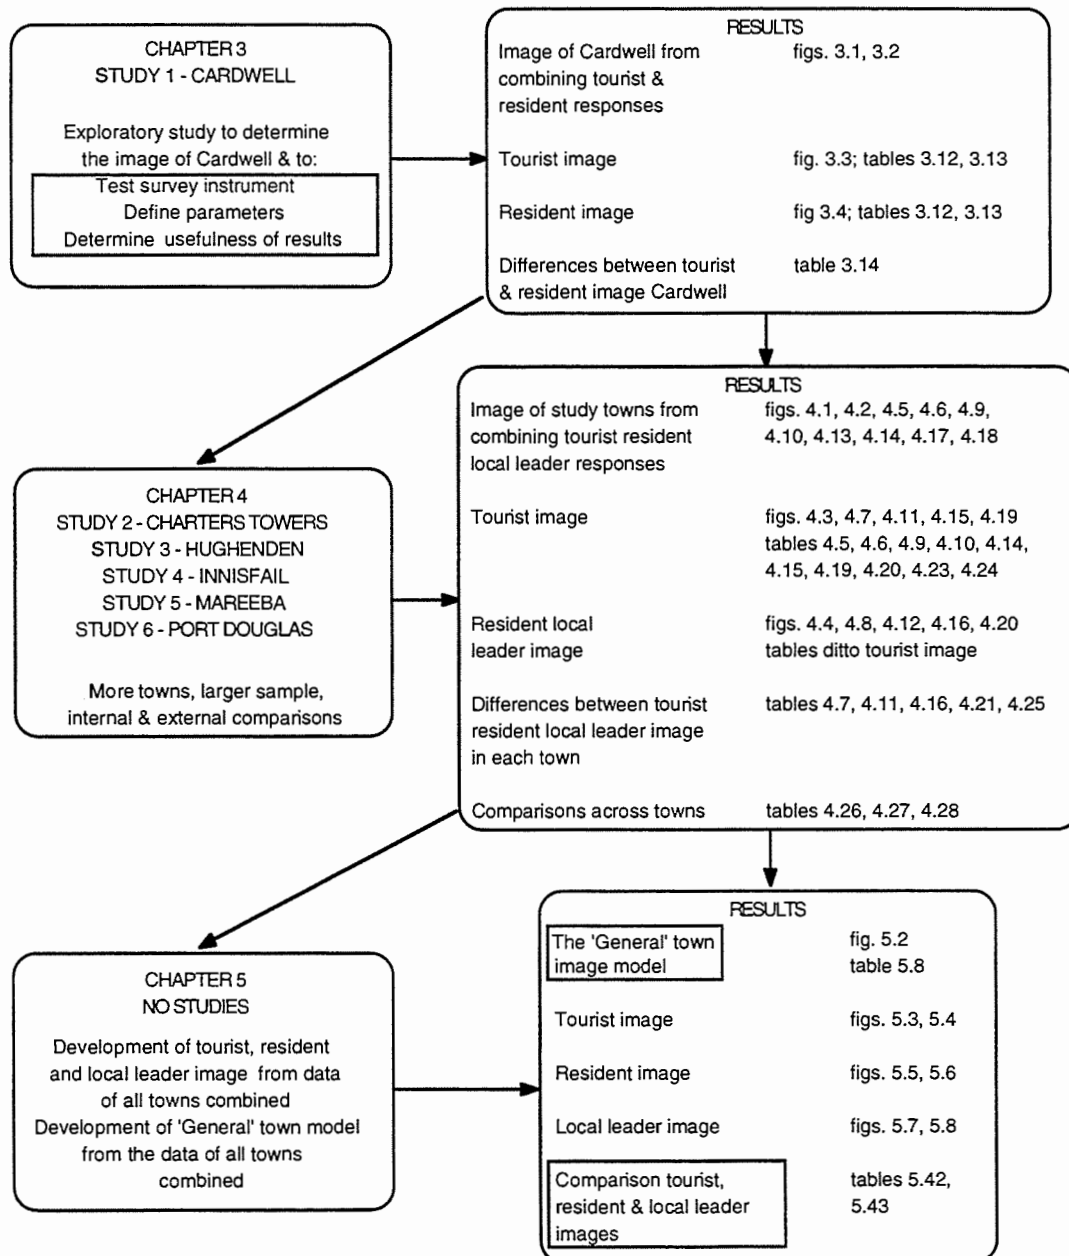 CHAPTER 3
STUDY 1 - CARDWELL
Exploratory study to determine
the image of Cardwell & to:
Test survey instrument
Define parameters
Determine usefulness of results
RESULTS
Image of Cardwell from figs. 3.1, 3.2
combining tourist &
resident responses
Tourist image fig. 3.3; tables 3.12, 3.13
Resident image fig 3.4; tables 3.12, 3.13
Differences between tourist table 3.14
& resident image Cardwell
CHAPTER 4
STUDY 2 - CHARTERS TOWERS
STUDY 3 - HUGHENDEN
STUDY 4 - INNISFAIL
STUDY 5 - MAREEBA
STUDY 6 - PORT DOUGLAS
More towns, larger sample,
internal & external comparisons
RESULTS
Image of study towns from figs. 4.1, 4.2, 4.5, 4.6, 4.9,
combining tourist resident 4.10, 4.13, 4.14, 4.17, 4.18
local leader responses
Tourist image figs. 4.3, 4.7, 4.11, 4.15, 4.19
tables 4.5, 4.6, 4.9, 4.10, 4.14,
4.15, 4.19, 4.20, 4.23, 4.24
Resident local figs. 4.4, 4.8, 4.12, 4.16, 4.20
leader image tables ditto tourist image
Differences between tourist tables 4.7, 4.11, 4.16, 4.21, 4.25
resident local leader image
in each town
Comparisons across towns tables 4.26, 4.27, 4.28
CHAPTER 5
NO STUDIES
Development of tourist, resident
and local leader image from data
of all towns combined
Development of 'General' town model
from the data of all towns
combined
RESULTS
The 'General' town fig. 5.2
image model table 5.8
Tourist image figs. 5.3, 5.4
Resident image figs. 5.5, 5.6
Local leader image figs. 5.7, 5.8
Comparison tourist, tables 5.42,
resident & local leader 5.43
images